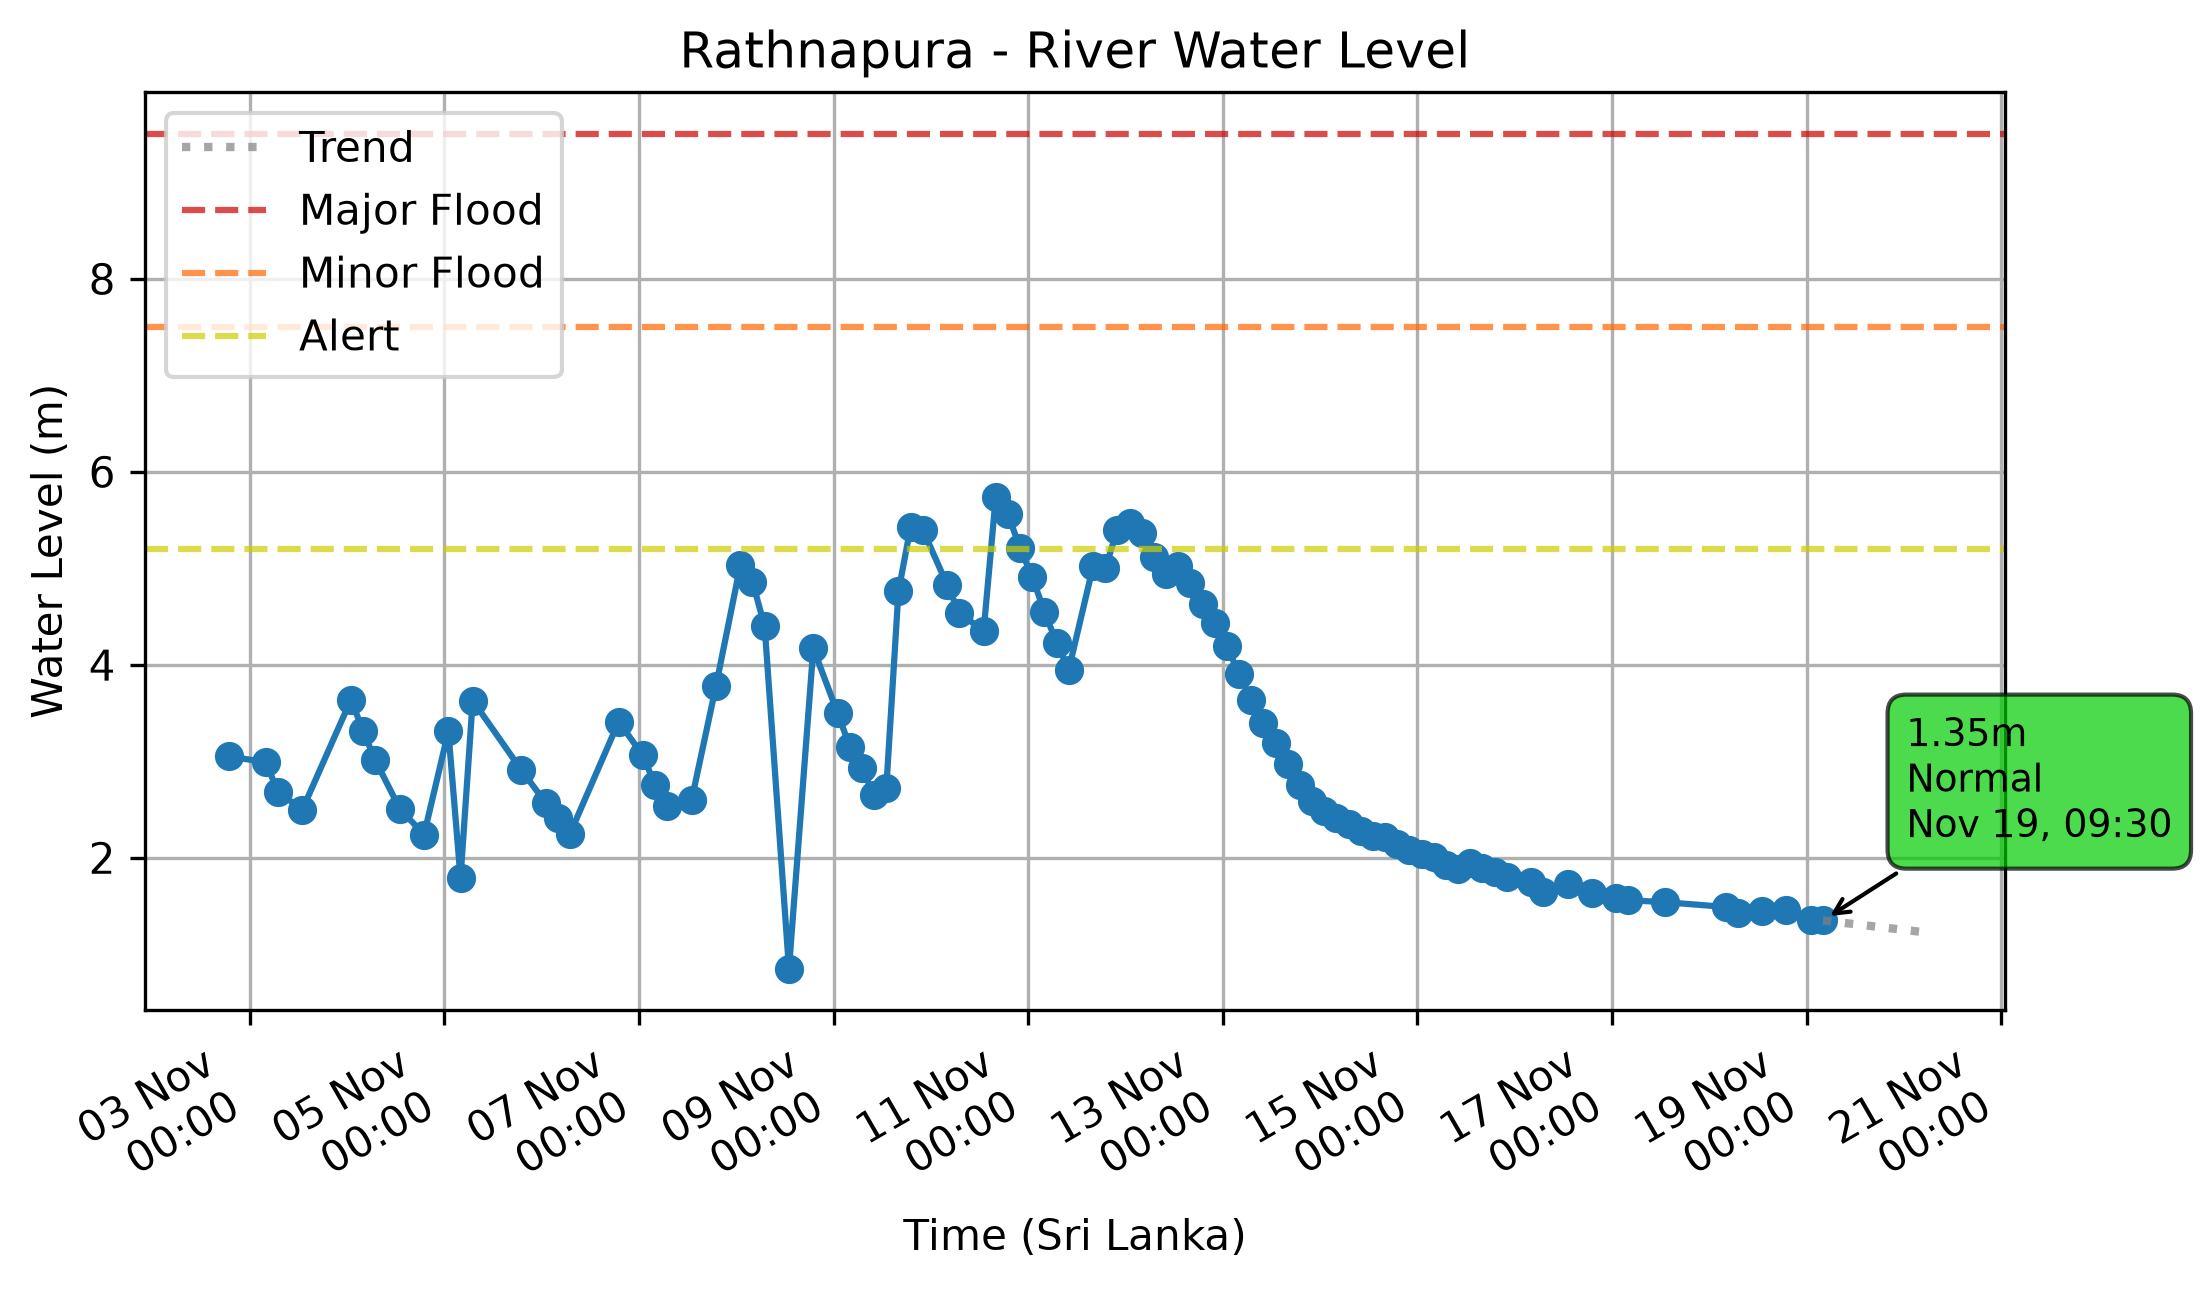 Rathnapura - River Water Level
Trend
Major Flood
Minor Flood
Alert
8
6
4
2
Water Level (m)
1.35m
Normal
Nov 19, 09:30
03 Nov
00:00
05 Nov
00:00
07 Nov
00:00
09 Nov
00:00
11 Nov
00:00
13 Nov
00:00
15 Nov
00:00
17 Nov
00:00
19 Nov
00:00
21 Nov
00:00
Time (Sri Lanka)